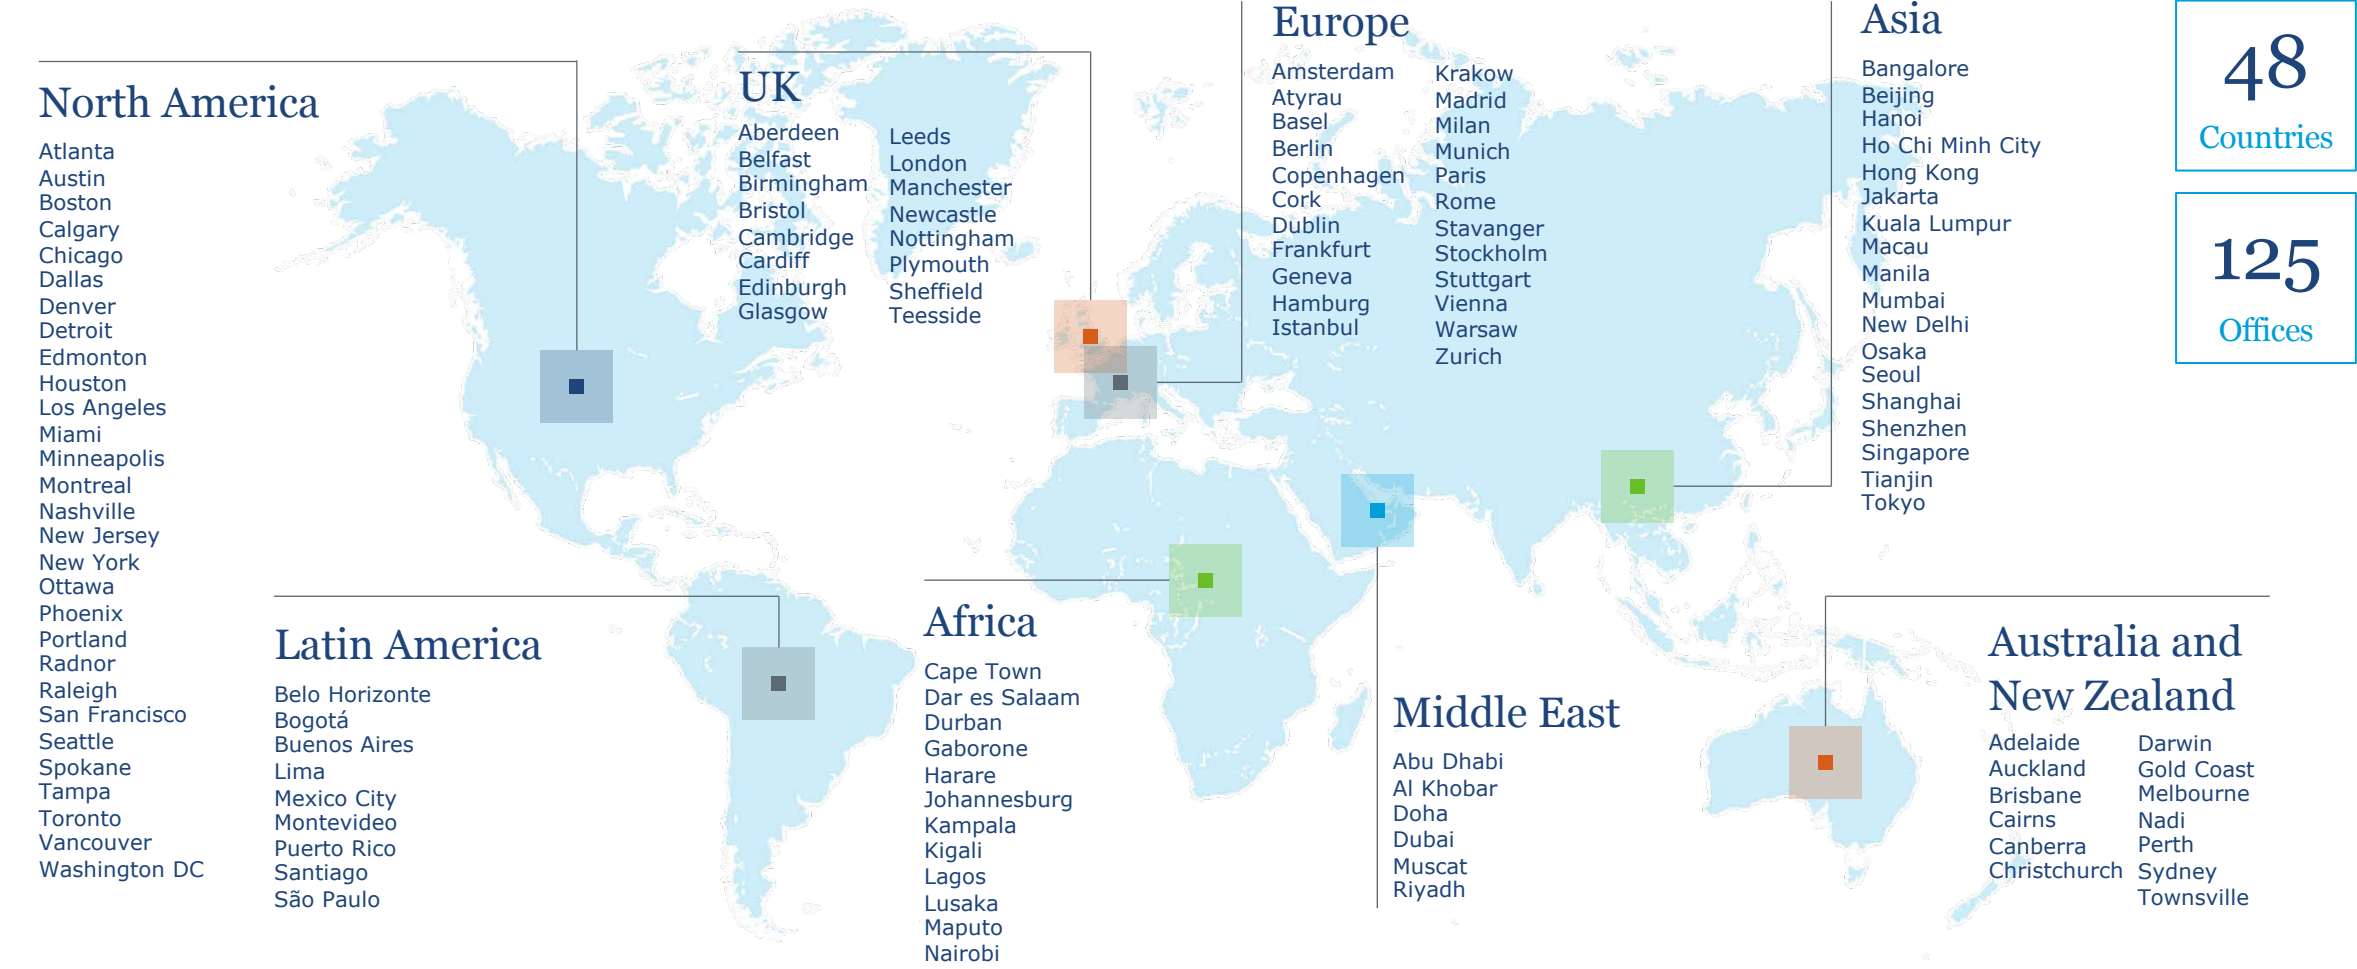 North America
Atlanta
Austin
Boston
Calgary
Chicago
Dallas
Denver
Detroit
Edmonton
Houston
Los Angeles
Miami
Minneapolis
Montreal
Nashville
New Jersey
New York
Ottawa
Phoenix
Portland
Radnor
Raleigh
San Francisco
Seattle
Spokane
Tampa
Toronto
Vancouver
Washington DC
Latin America
Belo Horizonte
Bogotá
Buenos Aires
Lima
Mexico City
Montevideo
Puerto Rico
Santiago
São Paulo
UK
Aberdeen
Belfast
Birmingham
Bristol
Cambridge
Cardiff
Edinburgh
Glasgow
Leeds
London
Manchester
Newcastle
Nottingham
Plymouth
Sheffield
Teesside
Africa
Cape Town
Dar es Salaam
Durban
Gaborone
Harare
Johannesburg
Kampala
Kigali
Lagos
Lusaka
Maputo
Nairobi
Europe
Amsterdam
Atyrau
Basel
Berlin
Copenhagen
Cork
Dublin
Frankfurt
Geneva
Hamburg
Istanbul
Krakow
Madrid
Milan
Munich
Paris
Rome
Stavanger
Stockholm
Stuttgart
Vienna
Warsaw
Zurich
Middle East
Abu Dhabi
Al Khobar
Doha
Dubai
Muscat
Riyadh
Asia
Bangalore
Beijing
Hanoi
Ho Chi Minh City
Hong Kong
Jakarta
Kuala Lumpur
Macau
Manila
Mumbai
New Delhi
Osaka
Seoul
Shanghai
Shenzhen
Singapore
Tianjin
Tokyo
Australia and
New Zealand
Adelaide
Auckland
Brisbane
Cairns
Canberra
Christchurch
Darwin
Gold Coast
Melbourne
Nadi
Perth
Sydney
Townsville
48
Countries
125
Offices